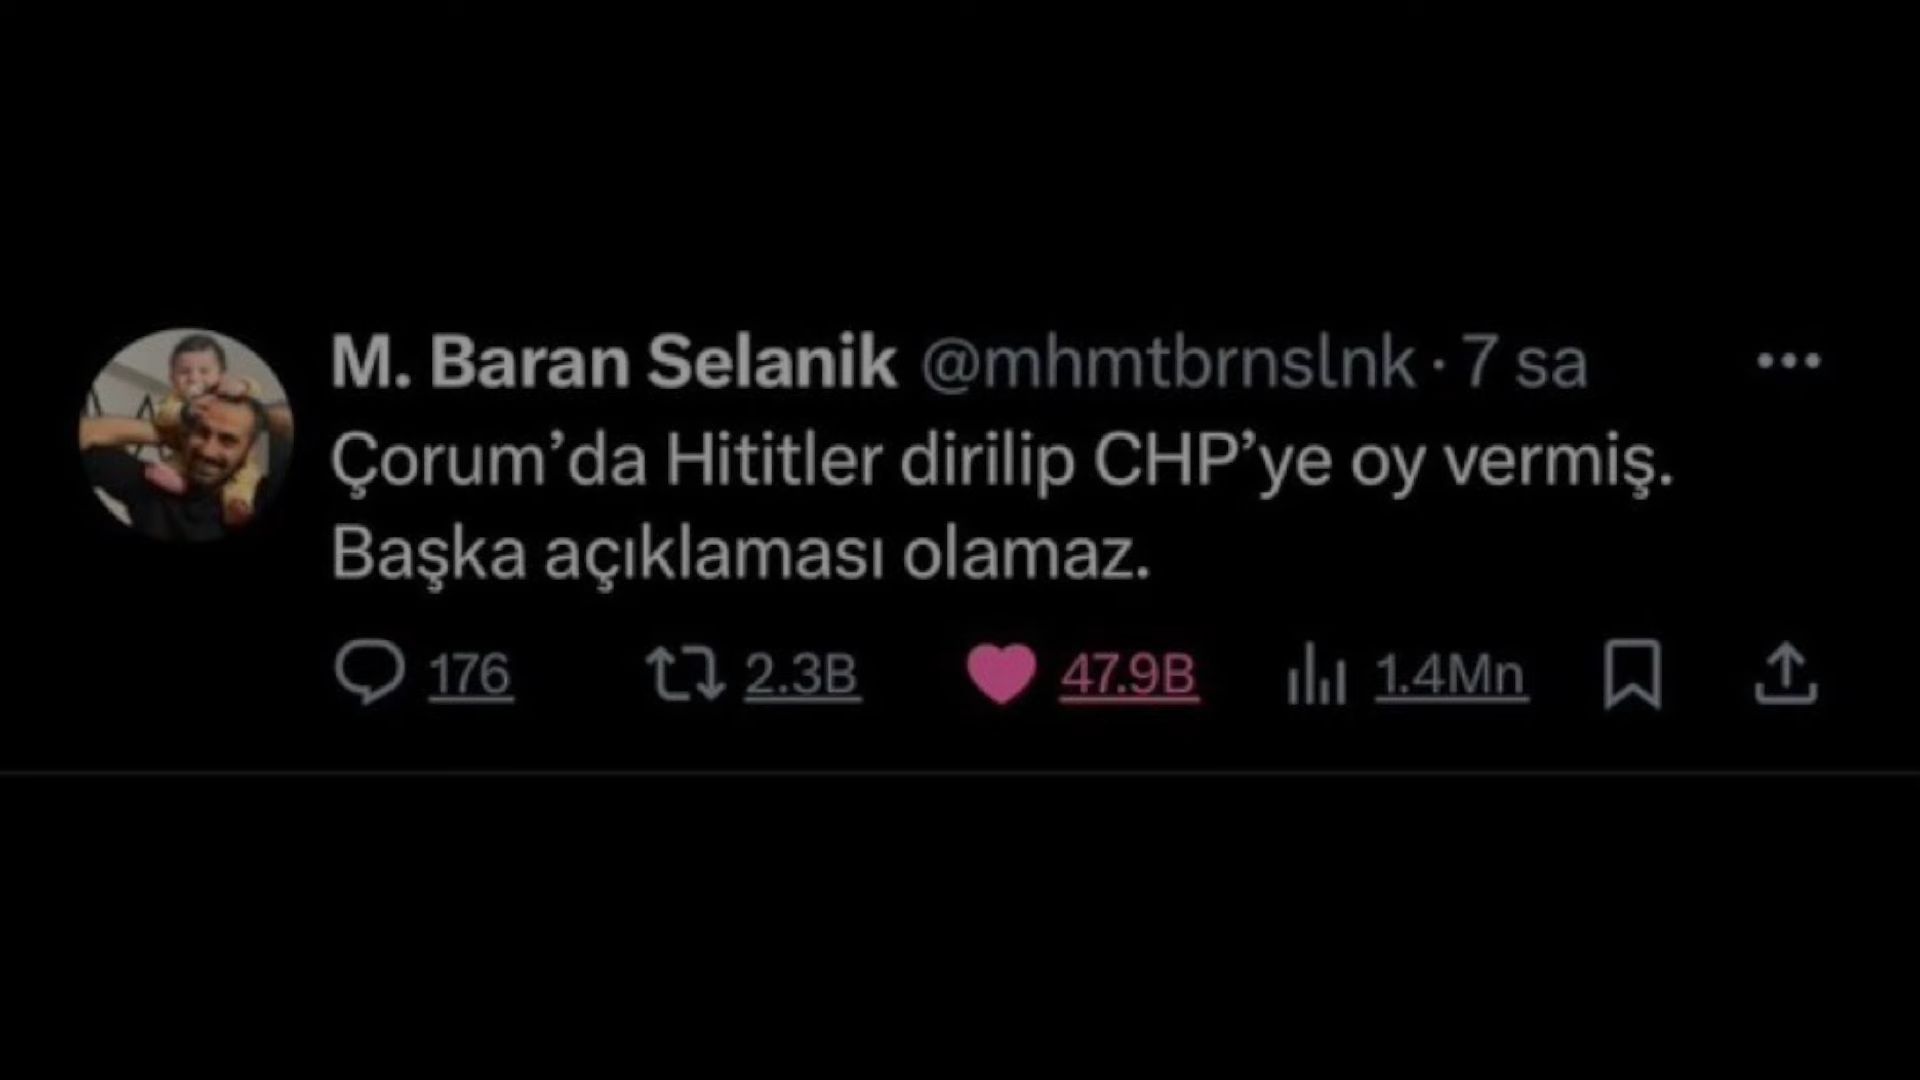 M. Baran Selanik @mhmtbrnslnk · 7 sa
Çorum’da Hititler dirilip CHP’ye oy vermiş.
Başka açıklaması olamaz.
176 2.3B 47.9B 1.4Mn